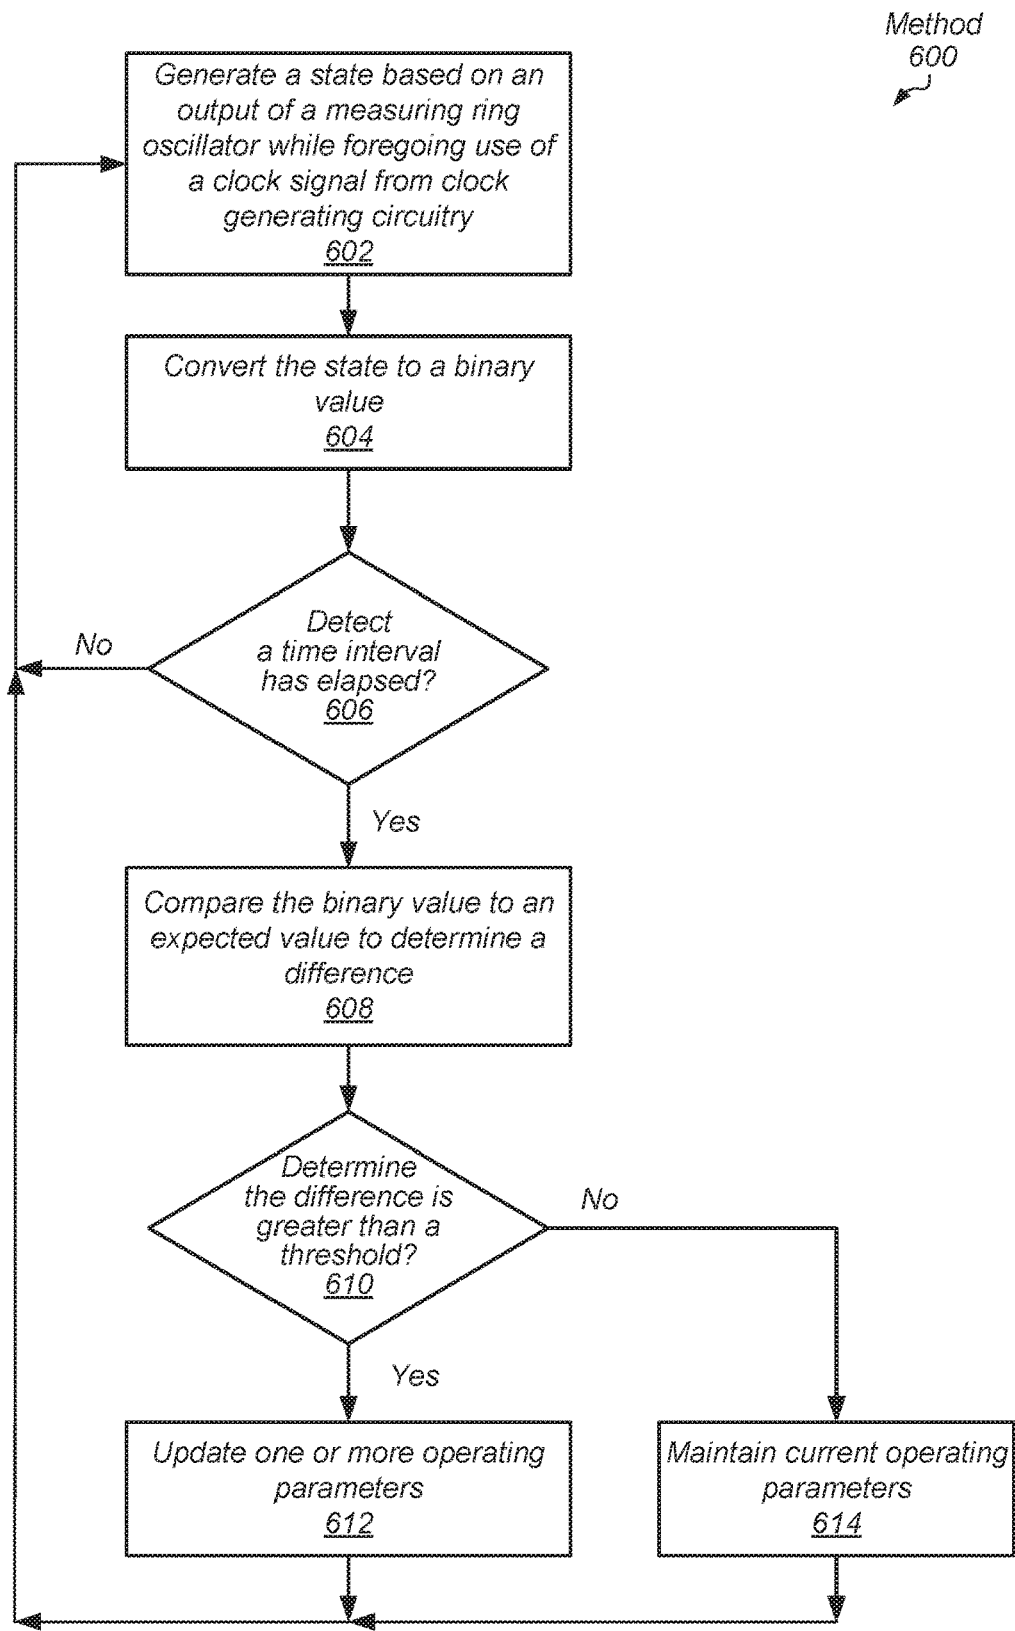 Method
600
Generate a state based on an
output of a measuring ring
oscillator while foregoing use of
a clock signal from clock
generating circuitry
602
Convert the state to a binary
value
604
Detect
a time interval
has elapsed?
606
No
Yes
Compare the binary value to an
expected value to determine a
difference
608
Determine
the difference is
greater than a
threshold?
610
No
Yes
Update one or more operating
parameters
612
Maintain current operating
parameters
614